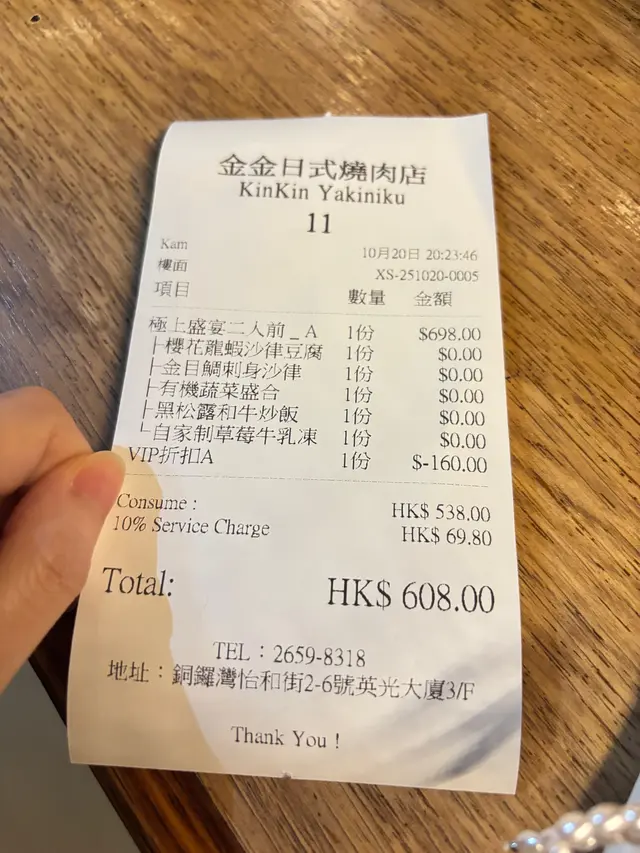 金金日式燒肉店
KinKin Yakiniku
11
Kam
10月20日 20:23:46
樓面
XS-251020-0005
項目 數量 金額
極上盛宴二人前_A 1份 $698.00
├櫻花龍蝦沙律豆腐 1份 $0.00
├金目鯛刺身沙律 1份 $0.00
├有機蔬菜盛合 1份 $0.00
├黑松露和牛炒飯 1份 $0.00
└自家制草莓牛乳凍 1份 $0.00
VIP折扣A 1份 $-160.00
Consume : HK$ 538.00
10% Service Charge HK$ 69.80
Total: HK$ 608.00
TEL：2659-8318
地址：銅鑼灣怡和街2-6號英光大廈3/F
Thank You !